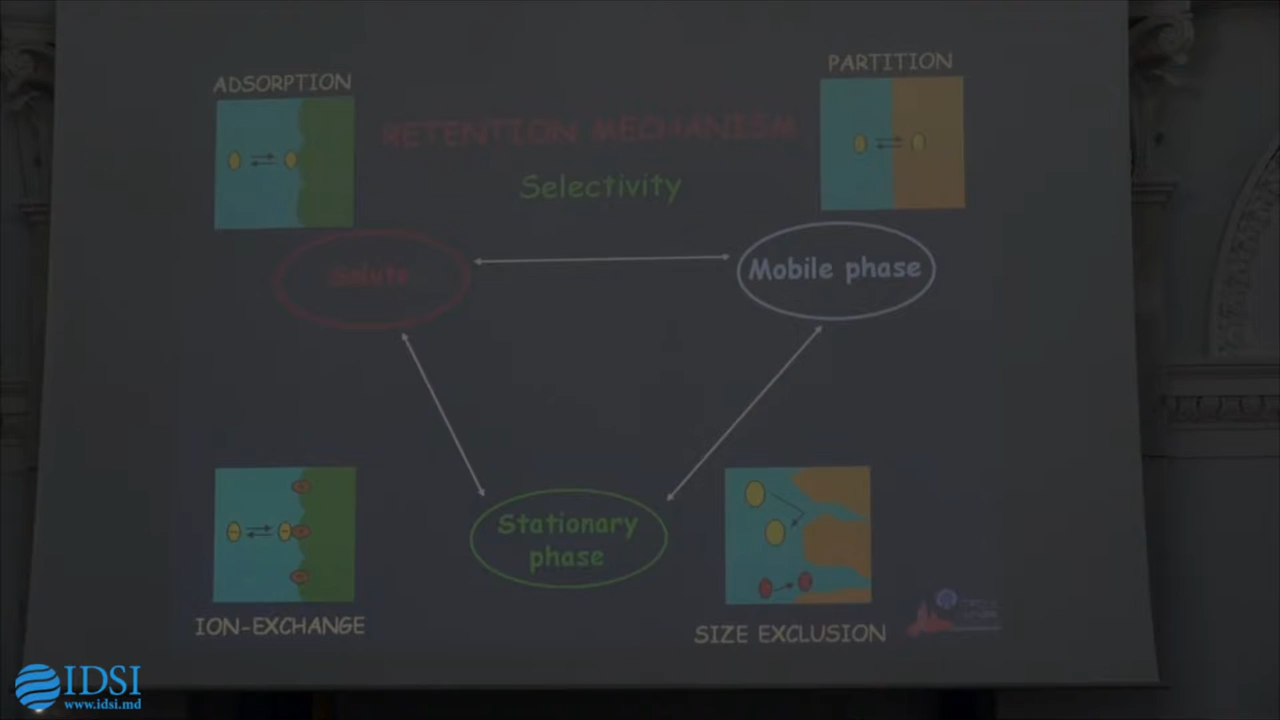 ADSORPTION
PARTITION
RETENTION MECHANISM
Selectivity
Solute
Mobile phase
Stationary
phase
ION-EXCHANGE
SIZE EXCLUSION
IDSI
www.idsi.md